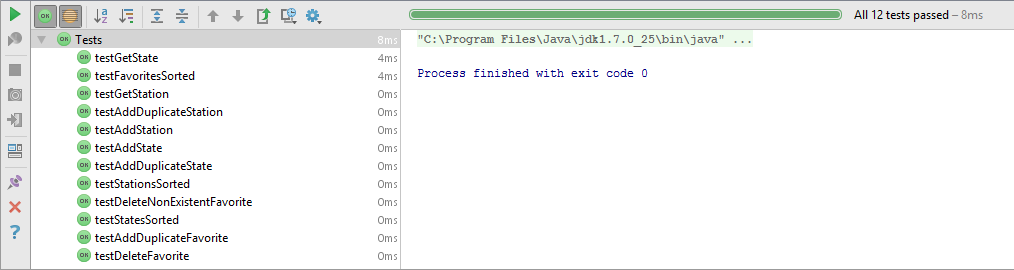 All 12 tests passed – 8ms
OK Tests 8ms
OK testGetState 4ms
OK testFavoritesSorted 4ms
OK testGetStation 0ms
OK testAddDuplicateStation 0ms
OK testAddStation 0ms
OK testAddState 0ms
OK testAddDuplicateState 0ms
OK testStationsSorted 0ms
OK testDeleteNonExistentFavorite 0ms
OK testStatesSorted 0ms
OK testAddDuplicateFavorite 0ms
OK testDeleteFavorite 0ms
"C:\Program Files\Java\jdk1.7.0_25\bin\java" ...
Process finished with exit code 0